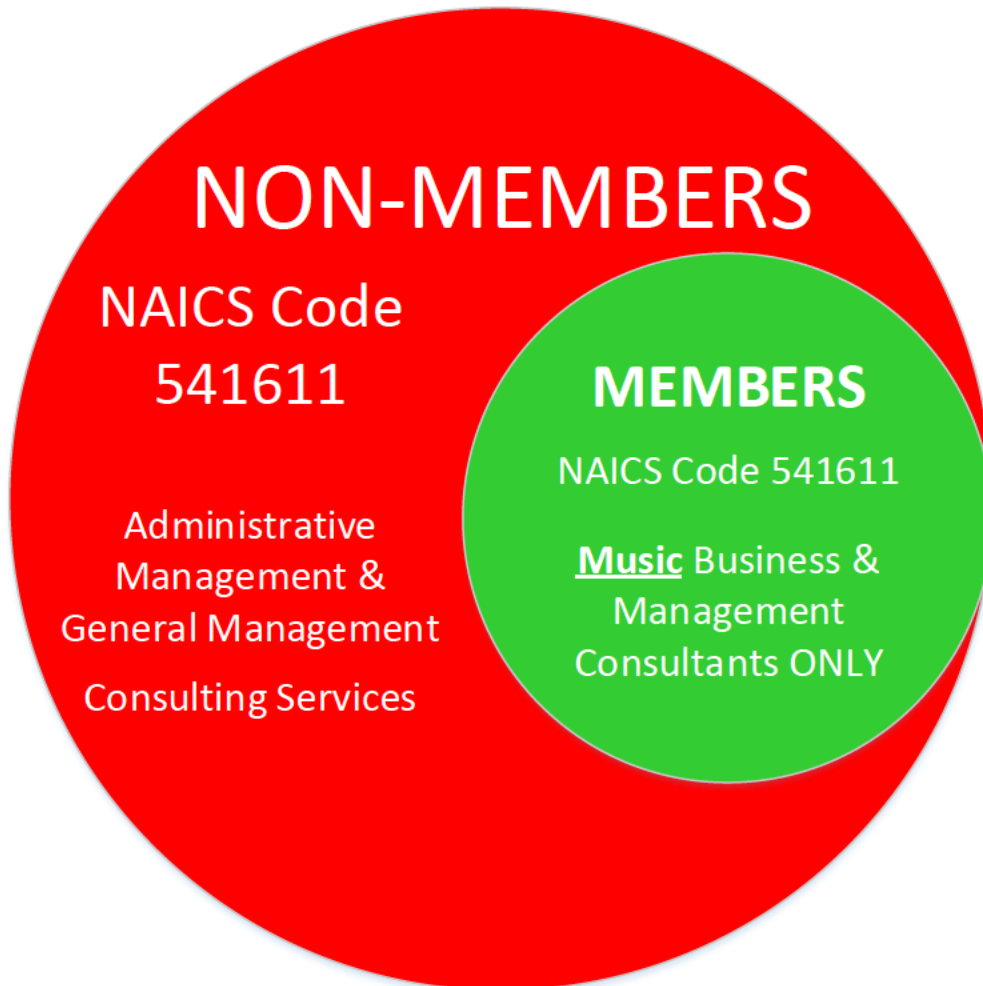 NON-MEMBERS
NAICS Code
541611
Administrative
Management &
General Management
Consulting Services
MEMBERS
NAICS Code 541611
Music Business &
Management
Consultants ONLY